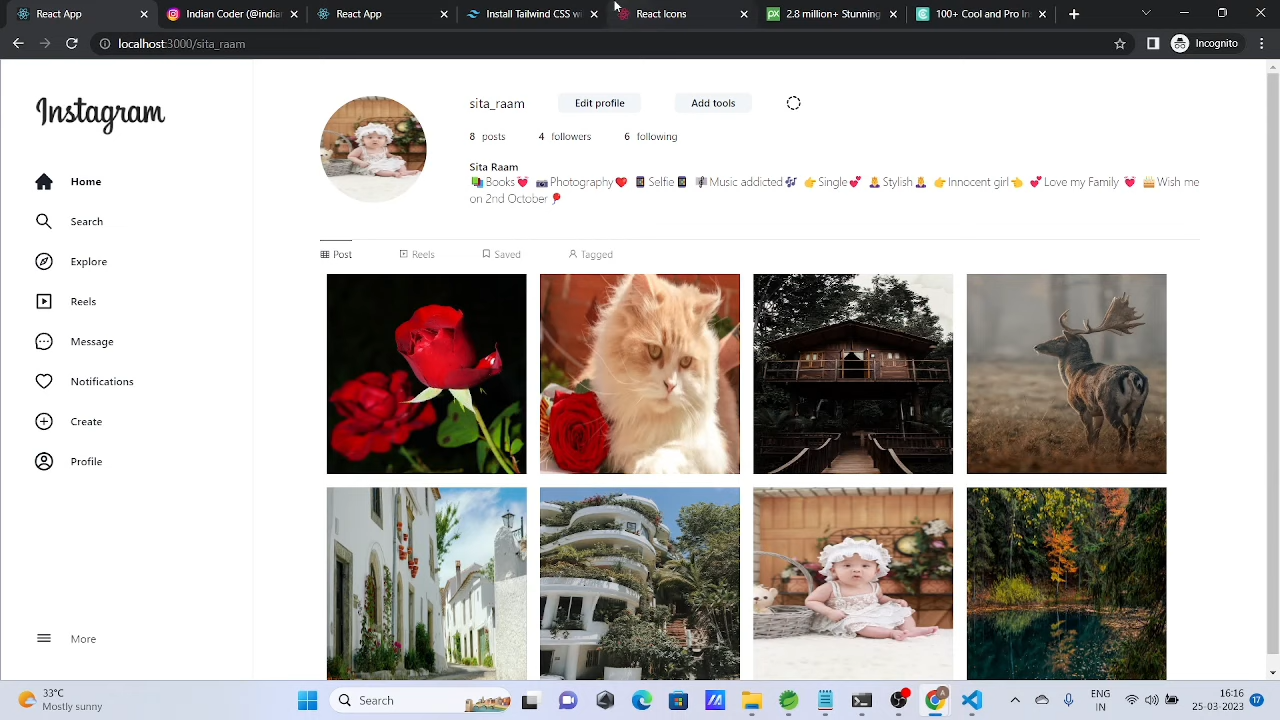 React A
Indian Coder (@india
React App
Install Tailwind CSS w
React Icons
2.8 million+ Stunning
100+ Cool and Pro In
localhost:3000/sita_raam
Incognito
Instagram
Home
Search
Explore
Reels
Message
Notifications
Create
Profile
More
sita_raam
Edit profile
Add tools
8 posts
4 followers
6 following
Sita Raam
📚Books💓 📷Photography❤️ 📱Selfie📱 🎼Music addicted🎶 👉Single💕 🙎Stylish🙎 👉Innocent girl👈 💕Love my Family 💓 🎂Wish me
on 2nd October 🎈
Post
Reels
Saved
Tagged
33°C
Mostly sunny
Search
ENG
IN
16:16
25-03-2023
17